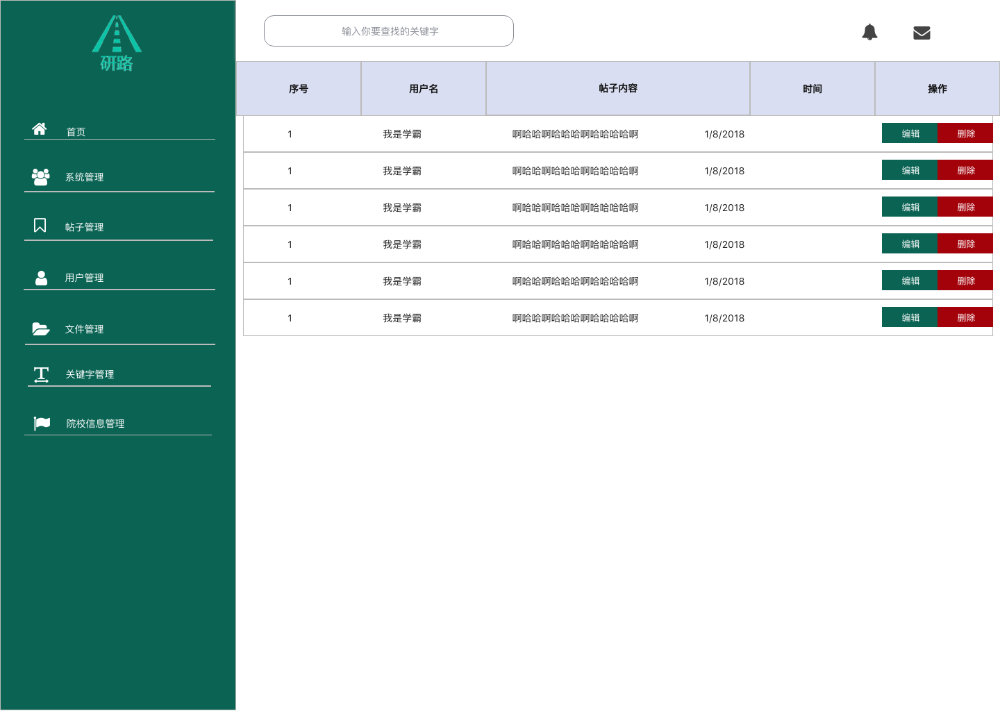 研路
首页
系统管理
帖子管理
用户管理
文件管理
关键字管理
院校信息管理
输入你要查找的关键字
序号 用户名 帖子内容 时间 操作
1 我是学霸 啊哈哈啊哈哈哈啊哈哈哈哈啊 1/8/2018 编辑 删除
1 我是学霸 啊哈哈啊哈哈哈啊哈哈哈哈啊 1/8/2018 编辑 删除
1 我是学霸 啊哈哈啊哈哈哈啊哈哈哈哈啊 1/8/2018 编辑 删除
1 我是学霸 啊哈哈啊哈哈哈啊哈哈哈哈啊 1/8/2018 编辑 删除
1 我是学霸 啊哈哈啊哈哈哈啊哈哈哈哈啊 1/8/2018 编辑 删除
1 我是学霸 啊哈哈啊哈哈哈啊哈哈哈哈啊 1/8/2018 编辑 删除